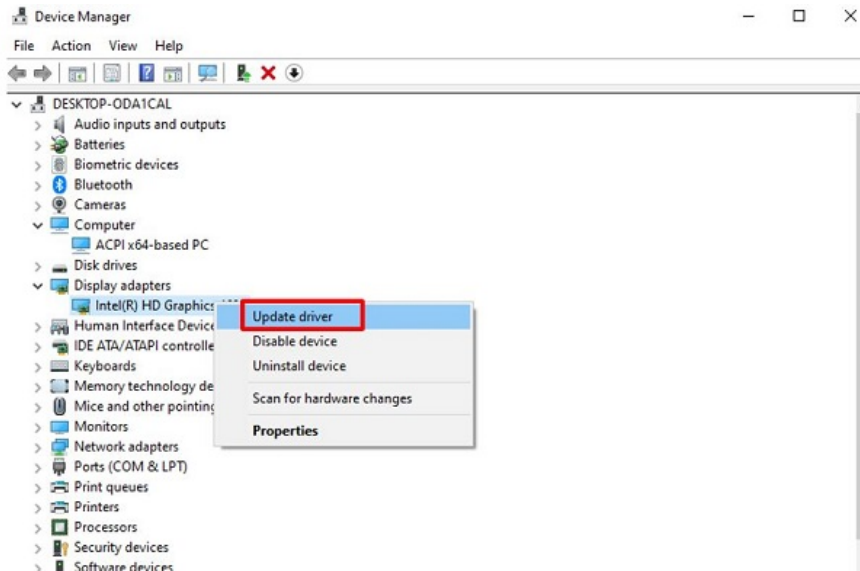 Device Manager
File Action View Help
DESKTOP-ODA1CAL
Audio inputs and outputs
Batteries
Biometric devices
Bluetooth
Cameras
Computer
ACPI x64-based PC
Disk drives
Display adapters
Intel(R) HD Graphics
Human Interface Device
IDE ATA/ATAPI controlle
Keyboards
Memory technology de
Mice and other pointing
Monitors
Network adapters
Ports (COM & LPT)
Print queues
Printers
Processors
Security devices
Software devices
Update driver
Disable device
Uninstall device
Scan for hardware changes
Properties